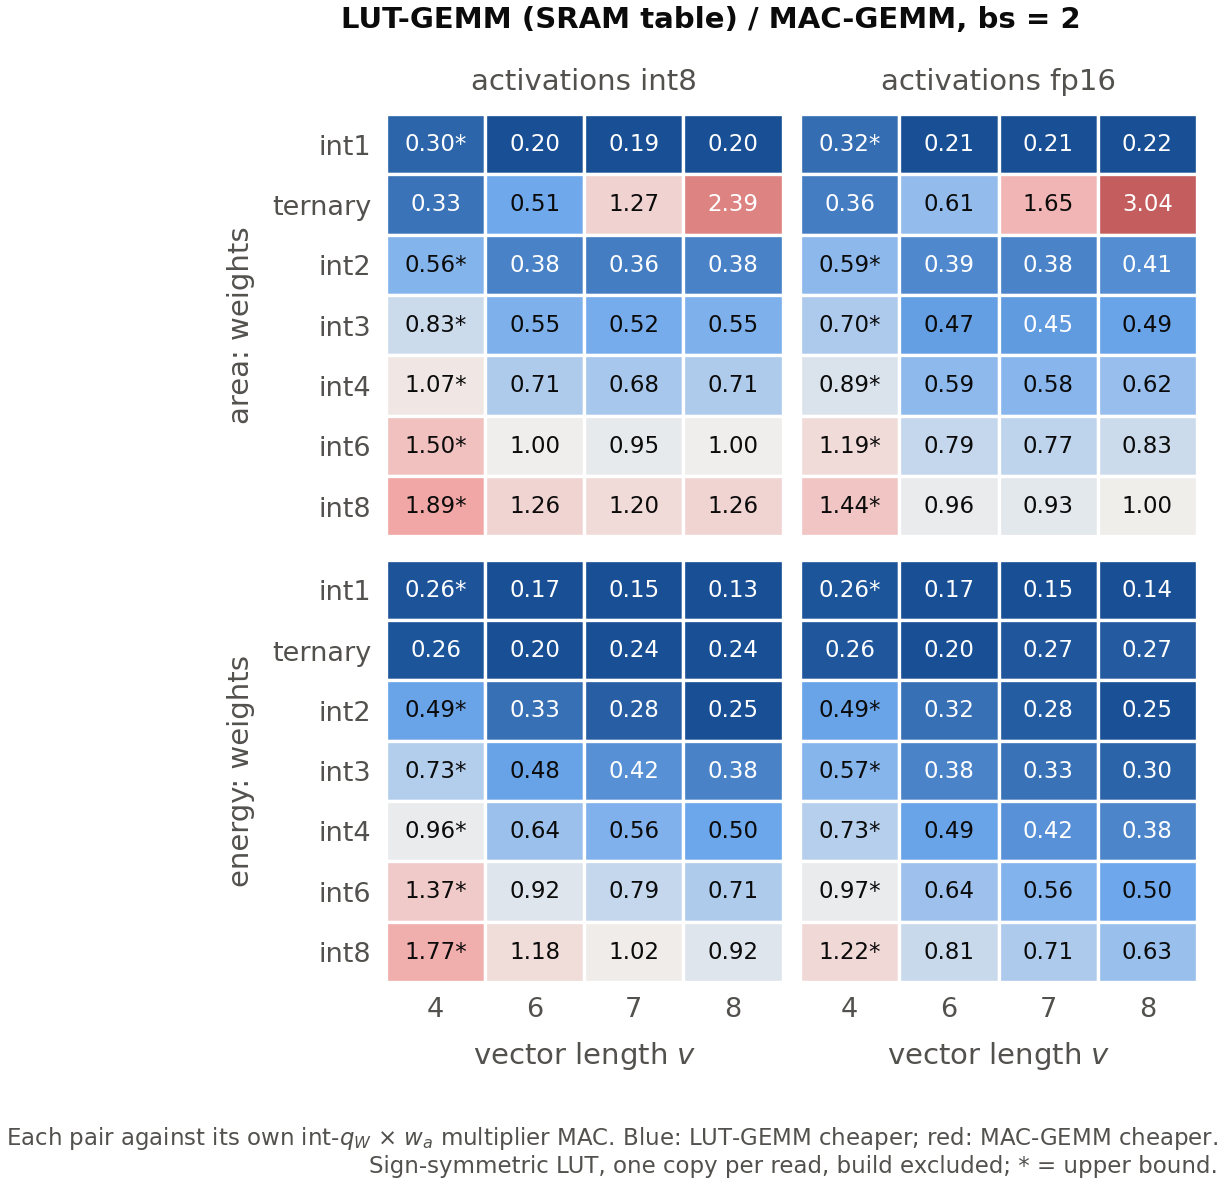 LUT-GEMM (SRAM table) / MAC-GEMM, bs = 2
activations int8 activations fp16
area: weights
int1 0.30* 0.20 0.19 0.20 0.32* 0.21 0.21 0.22
ternary 0.33 0.51 1.27 2.39 0.36 0.61 1.65 3.04
int2 0.56* 0.38 0.36 0.38 0.59* 0.39 0.38 0.41
int3 0.83* 0.55 0.52 0.55 0.70* 0.47 0.45 0.49
int4 1.07* 0.71 0.68 0.71 0.89* 0.59 0.58 0.62
int6 1.50* 1.00 0.95 1.00 1.19* 0.79 0.77 0.83
int8 1.89* 1.26 1.20 1.26 1.44* 0.96 0.93 1.00
energy: weights
int1 0.26* 0.17 0.15 0.13 0.26* 0.17 0.15 0.14
ternary 0.26 0.20 0.24 0.24 0.26 0.20 0.27 0.27
int2 0.49* 0.33 0.28 0.25 0.49* 0.32 0.28 0.25
int3 0.73* 0.48 0.42 0.38 0.57* 0.38 0.33 0.30
int4 0.96* 0.64 0.56 0.50 0.73* 0.49 0.42 0.38
int6 1.37* 0.92 0.79 0.71 0.97* 0.64 0.56 0.50
int8 1.77* 1.18 1.02 0.92 1.22* 0.81 0.71 0.63
4 6 7 8 4 6 7 8
vector length v vector length v
Each pair against its own int-q_W × w_a multiplier MAC. Blue: LUT-GEMM cheaper; red: MAC-GEMM cheaper.
Sign-symmetric LUT, one copy per read, build excluded; * = upper bound.